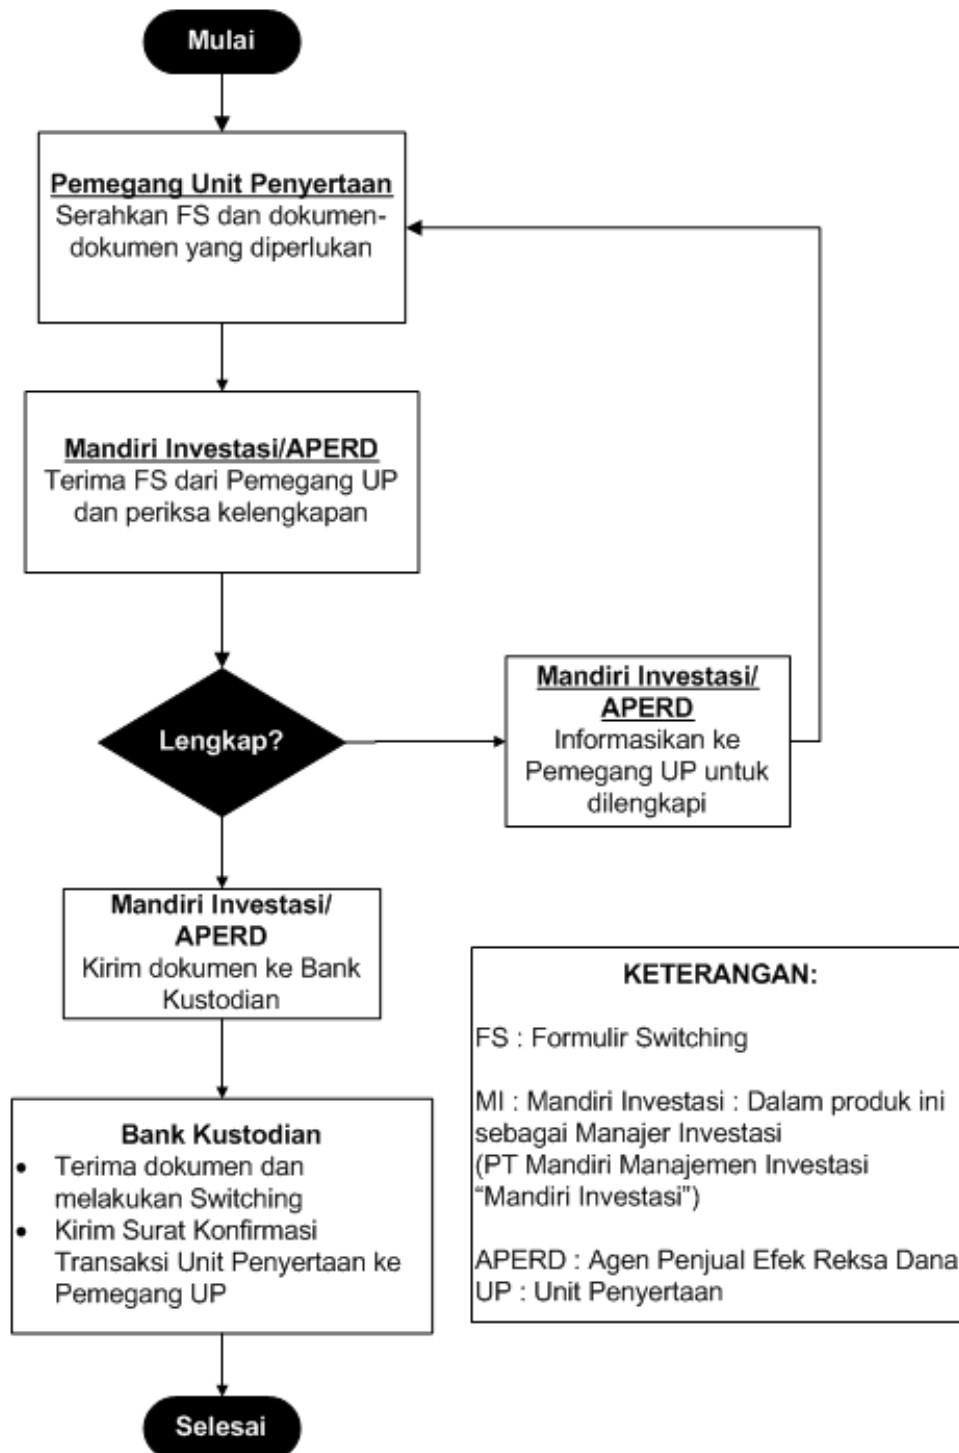 Mulai
Pemegang Unit Penyertaan
Serahkan FS dan dokumen-
dokumen yang diperlukan
Mandiri Investasi/APERD
Terima FS dari Pemegang UP
dan periksa kelengkapan
Lengkap?
Mandiri Investasi/
APERD
Informasikan ke
Pemegang UP untuk
dilengkapi
Mandiri Investasi/
APERD
Kirim dokumen ke Bank
Kustodian
Bank Kustodian
• Terima dokumen dan
melakukan Switching
• Kirim Surat Konfirmasi
Transaksi Unit Penyertaan ke
Pemegang UP
Selesai
KETERANGAN:
FS : Formulir Switching
MI : Mandiri Investasi : Dalam produk ini
sebagai Manajer Investasi
(PT Mandiri Manajemen Investasi
“Mandiri Investasi”)
APERD : Agen Penjual Efek Reksa Dana
UP : Unit Penyertaan